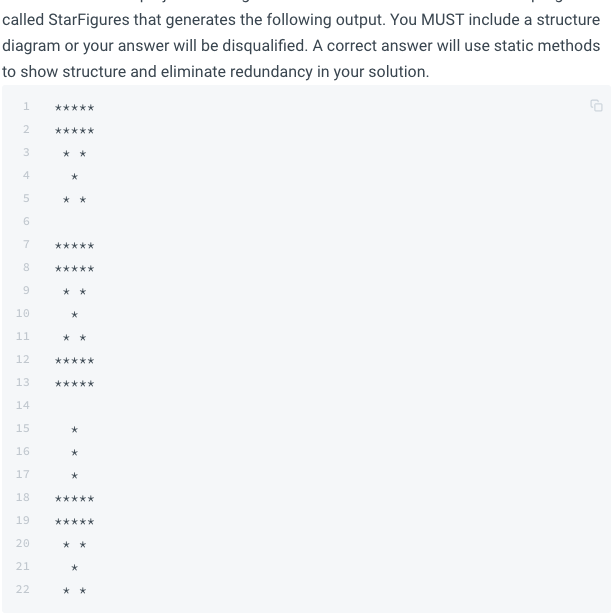 called StarFigures that generates the following output. You MUST include a structure
diagram or your answer will be disqualified. A correct answer will use static methods
to show structure and eliminate redundancy in your solution.
1 *****
2 *****
3  * *
4   *
5  * *
6
7 *****
8 *****
9  * *
10   *
11  * *
12 *****
13 *****
14
15   *
16   *
17   *
18 *****
19 *****
20  * *
21   *
22  * *